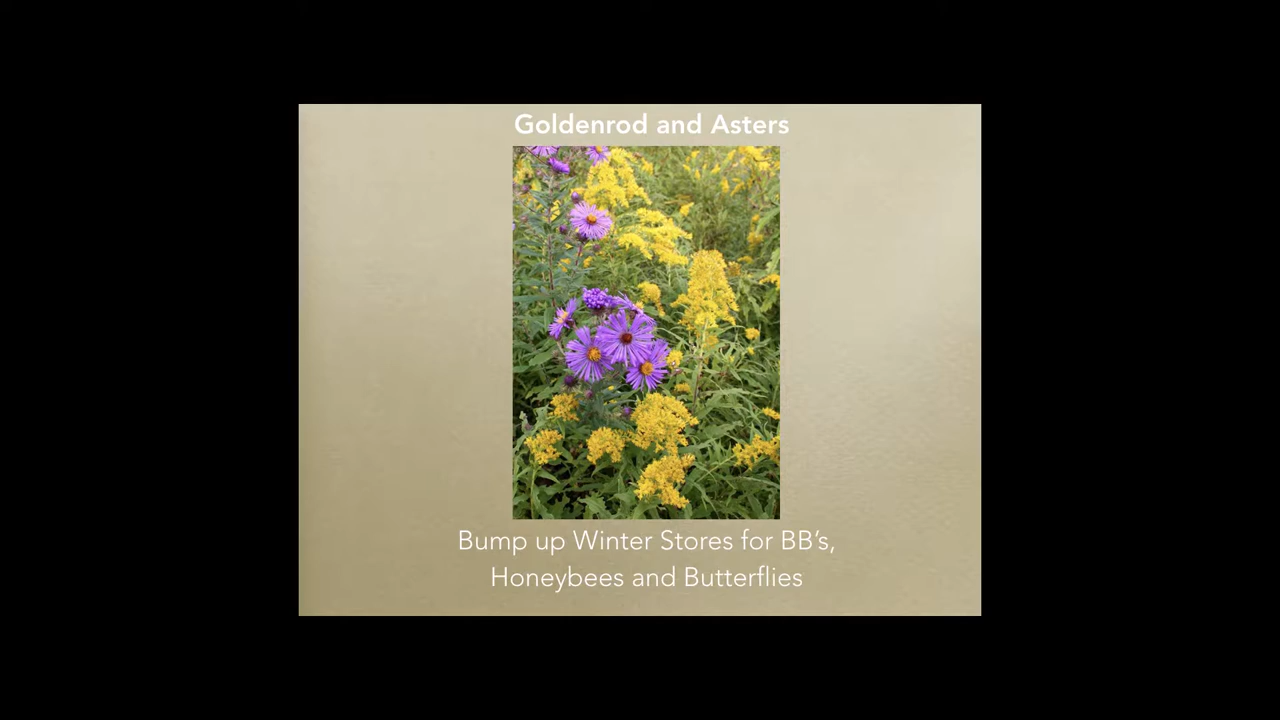 Goldenrod and Asters
Bump up Winter Stores for BB's,
Honeybees and Butterflies